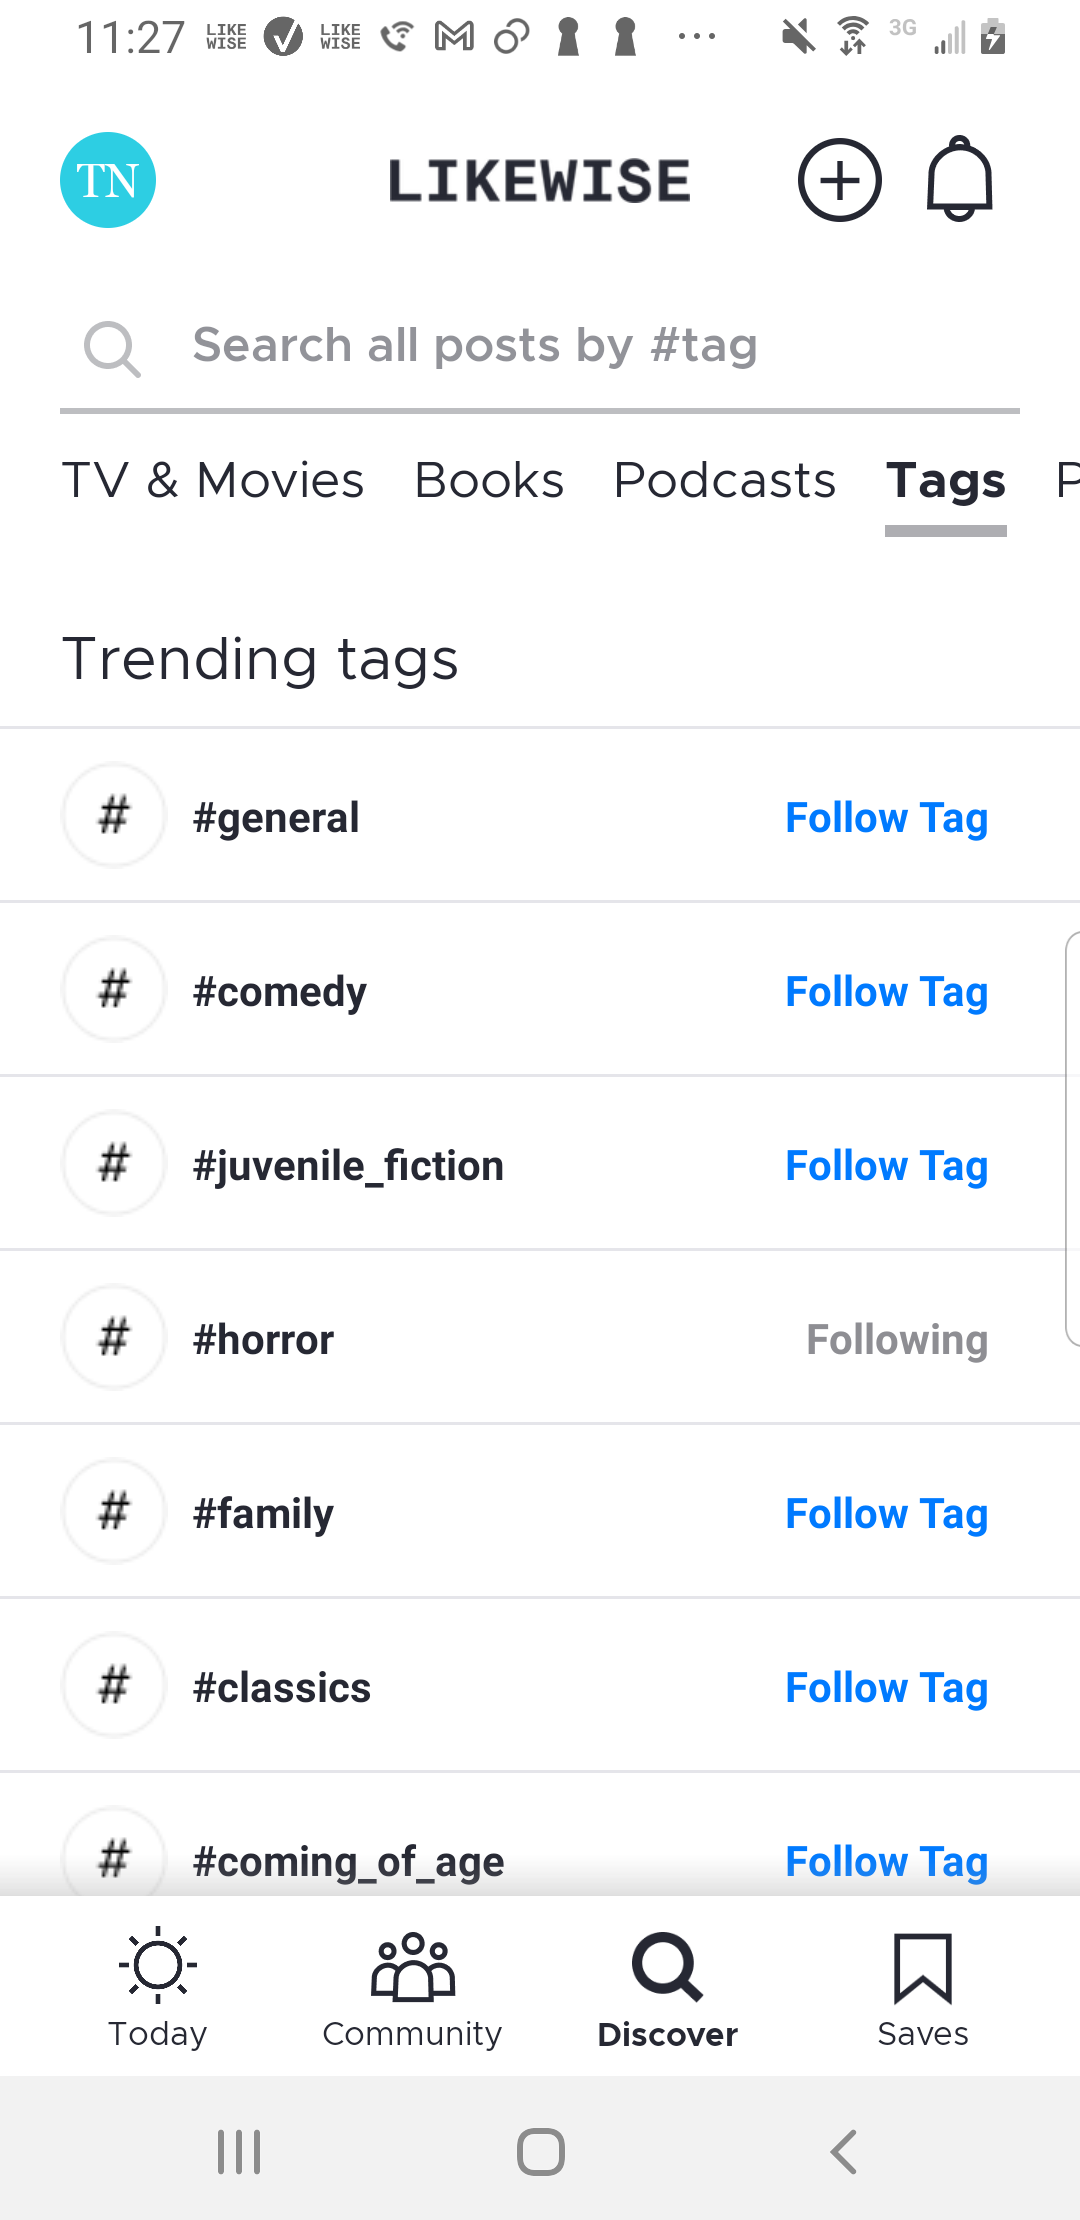 11:27 LIKE WISE LIKE WISE 3G
TN LIKEWISE
Search all posts by #tag
TV & Movies Books Podcasts Tags P
Trending tags
# #general Follow Tag
# #comedy Follow Tag
# #juvenile_fiction Follow Tag
# #horror Following
# #family Follow Tag
# #classics Follow Tag
# #coming_of_age Follow Tag
Today Community Discover Saves